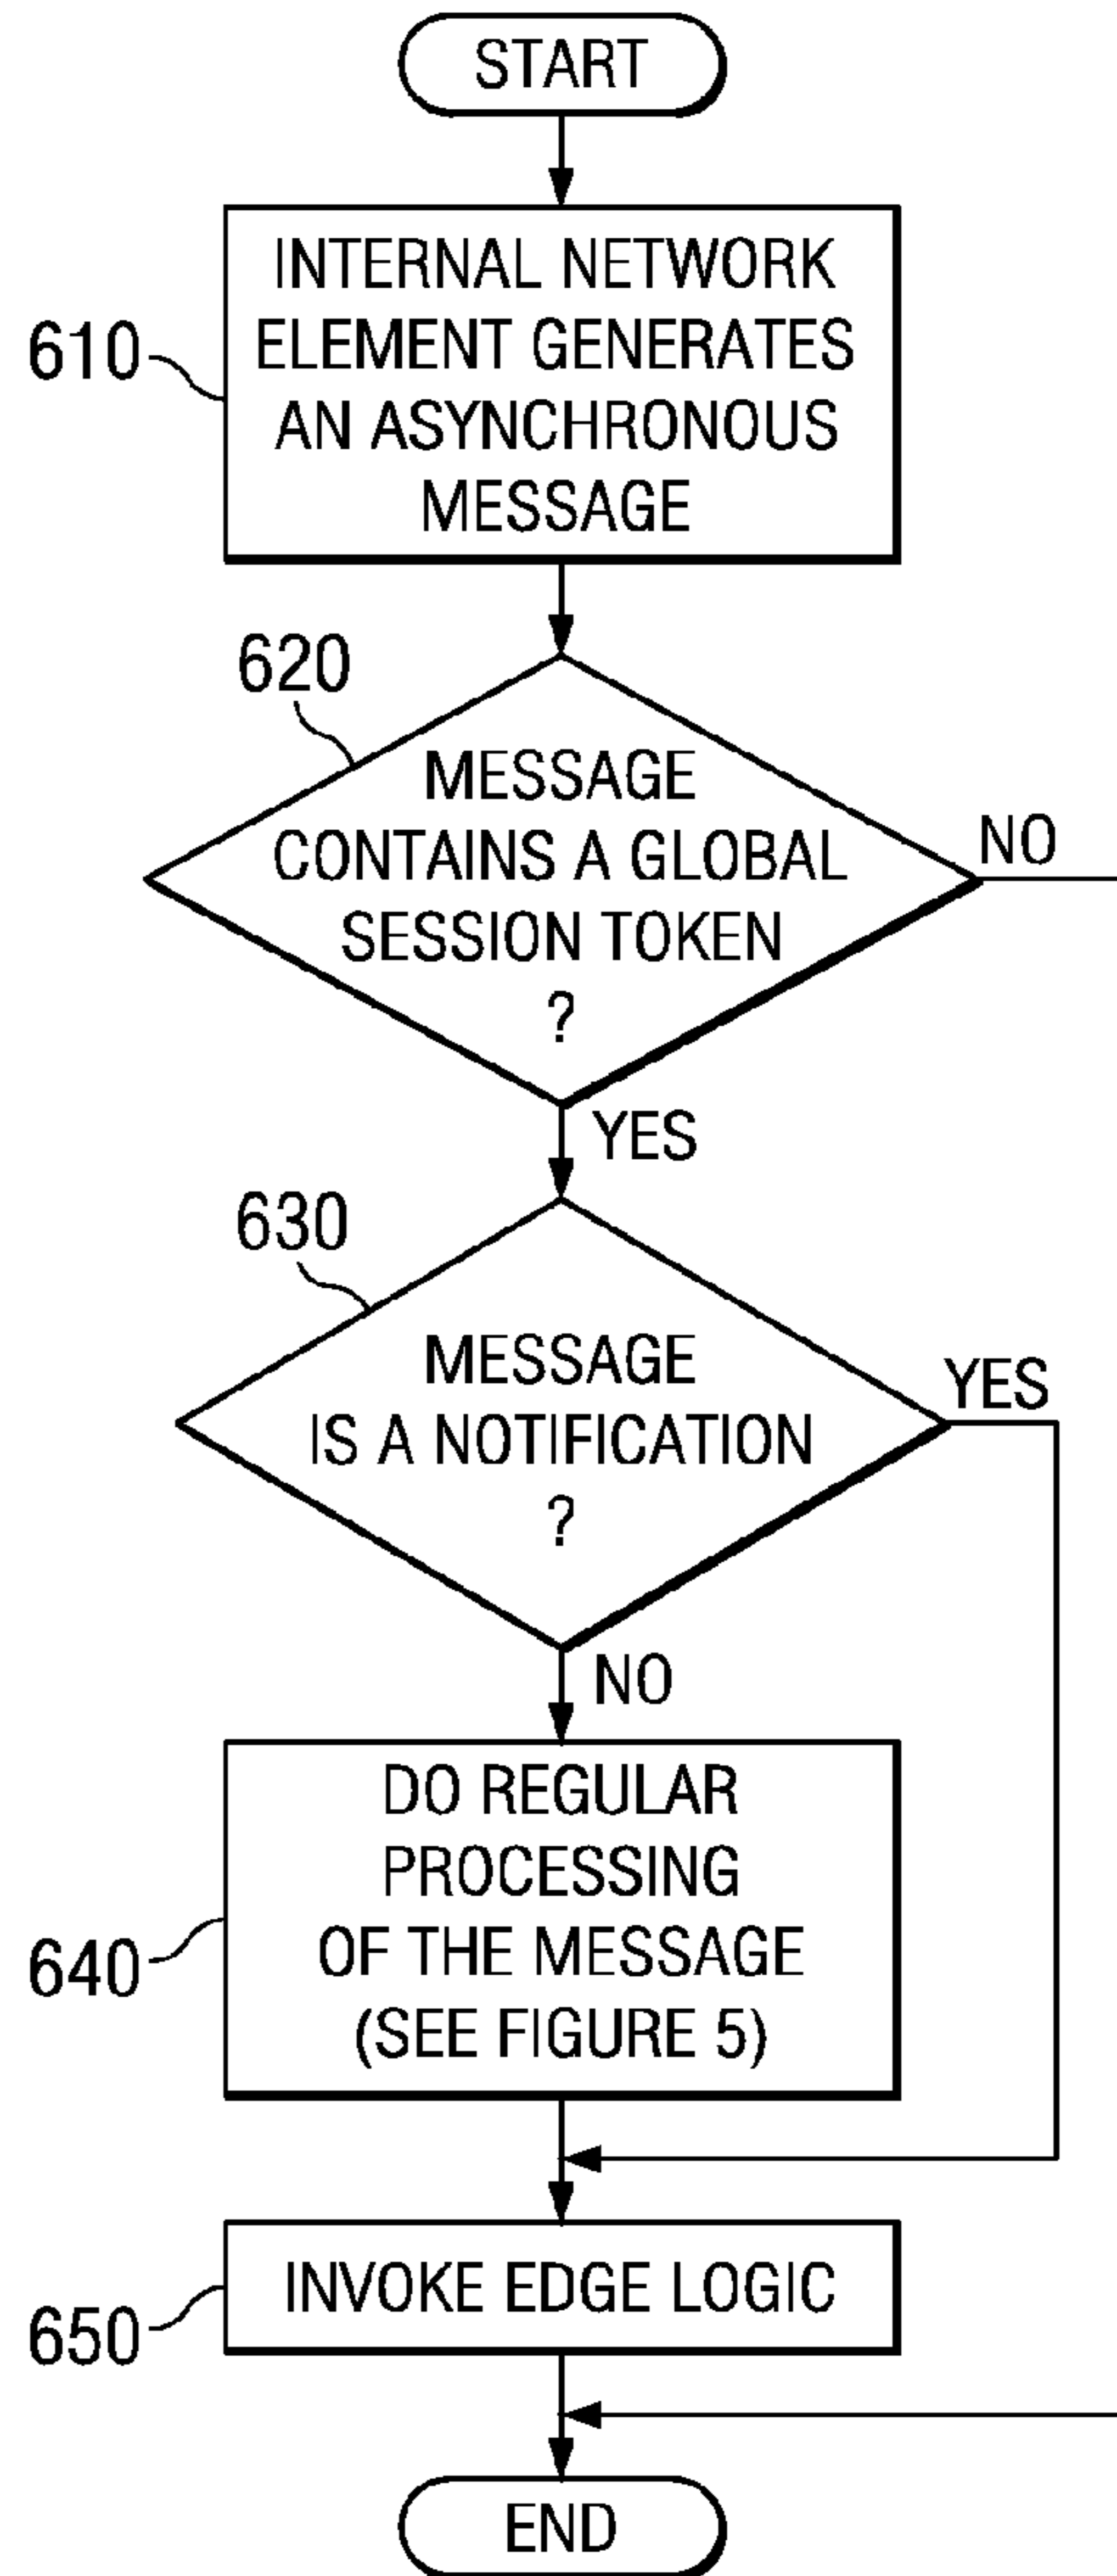 START
INTERNAL NETWORK
ELEMENT GENERATES
AN ASYNCHRONOUS
MESSAGE
610
620
MESSAGE
CONTAINS A GLOBAL
SESSION TOKEN
?
NO
YES
630
MESSAGE
IS A NOTIFICATION
?
YES
NO
DO REGULAR
PROCESSING
OF THE MESSAGE
(SEE FIGURE 5)
640
INVOKE EDGE LOGIC
650
END